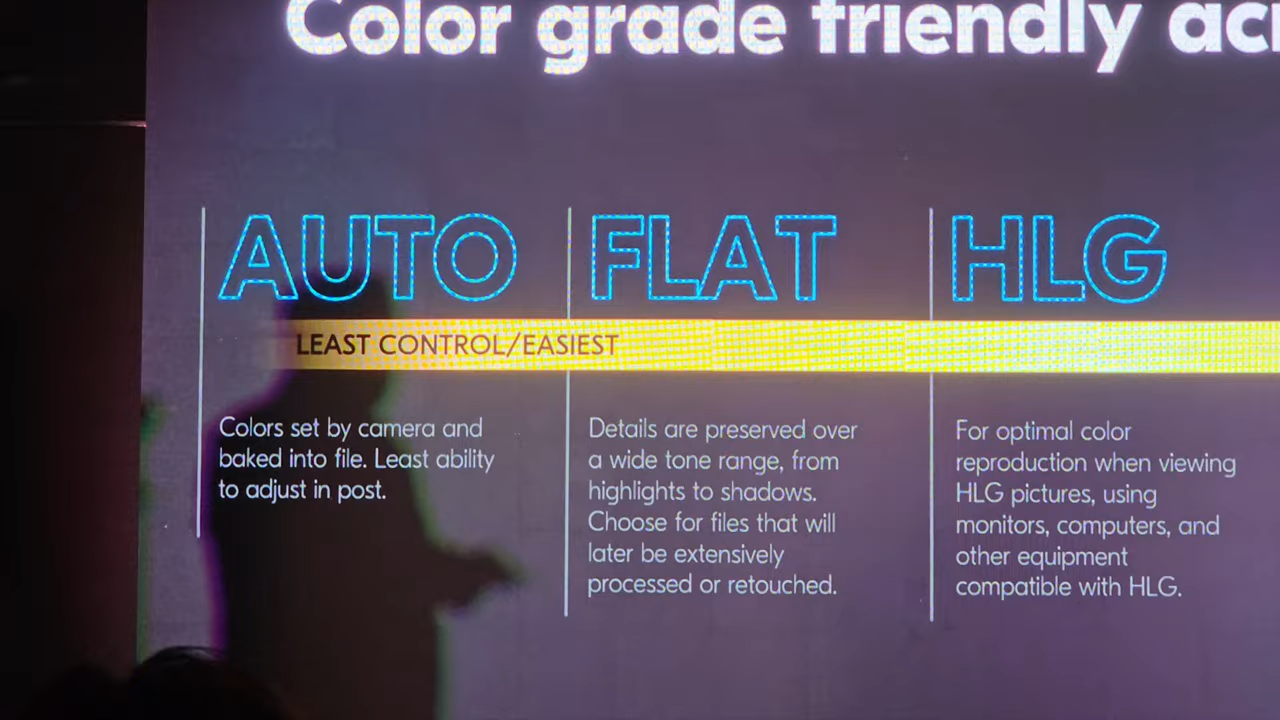 Color grade friendly
AUTO
FLAT
HLG
LEAST CONTROL/EASIEST
Colors set by camera and
baked into file. Least ability
to adjust in post.
Details are preserved over
a wide tone range, from
highlights to shadows.
Choose for files that will
later be extensively
processed or retouched.
For optimal color
reproduction when viewing
HLG pictures, using
monitors, computers, and
other equipment
compatible with HLG.